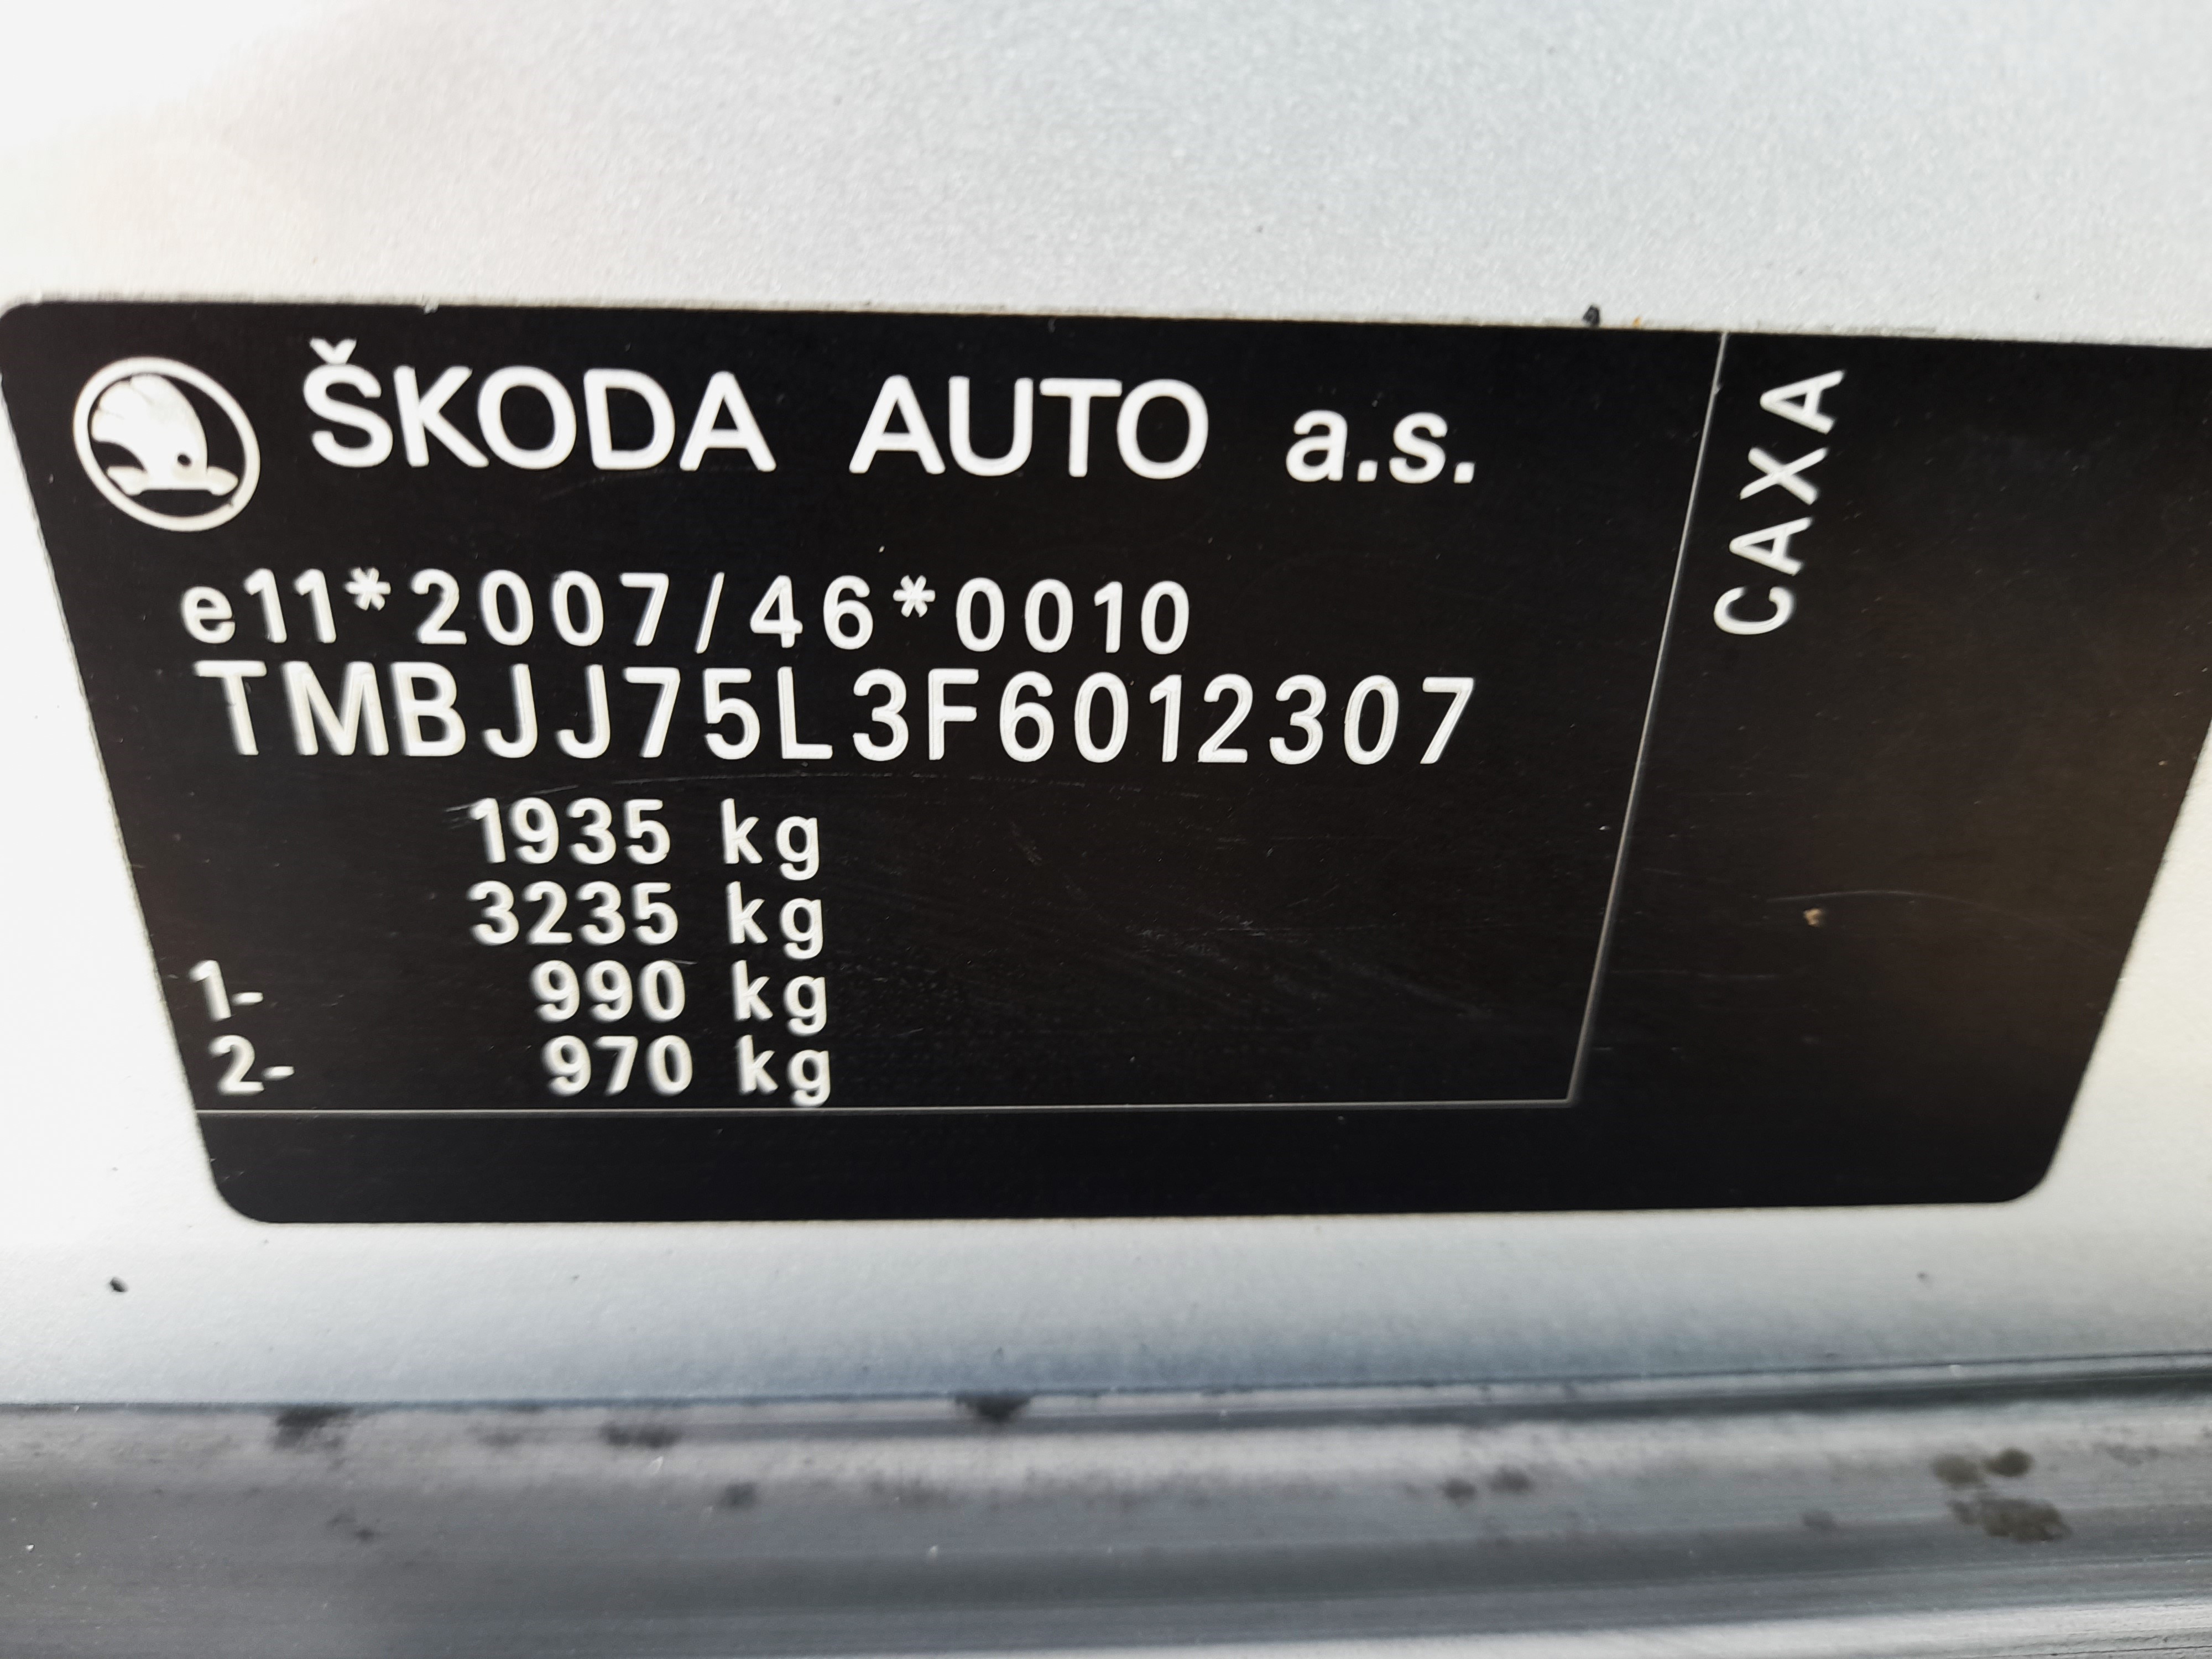 ŠKODA AUTO a.s.
CAXA
e11*2007/46*0010
TMBJJ75L3F6012307
1935 kg
3235 kg
1- 990 kg
2- 970 kg